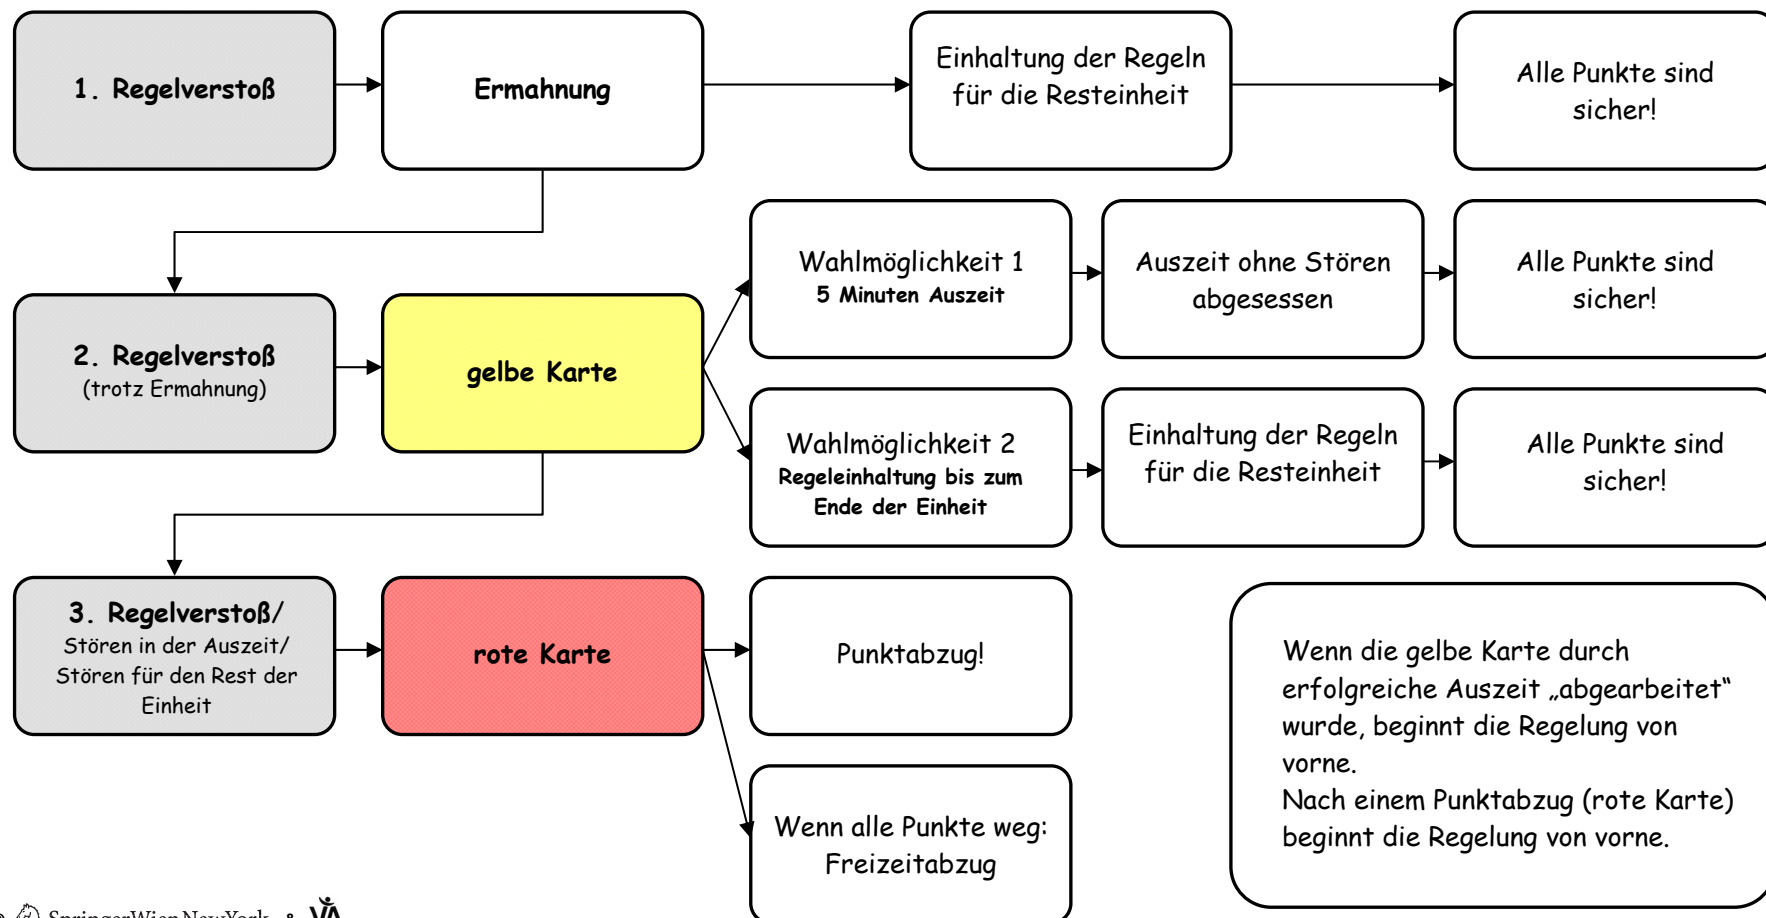 1. Regelverstoß
Ermahnung
Einhaltung der Regeln
für die Resteinheit
Alle Punkte sind
sicher!
2. Regelverstoß
(trotz Ermahnung)
gelbe Karte
Wahlmöglichkeit 1
5 Minuten Auszeit
Auszeit ohne Stören
abgesessen
Alle Punkte sind
sicher!
Wahlmöglichkeit 2
Regeleinhaltung bis zum
Ende der Einheit
Einhaltung der Regeln
für die Resteinheit
Alle Punkte sind
sicher!
3. Regelverstoß/
Stören in der Auszeit/
Stören für den Rest der
Einheit
rote Karte
Punktabzug!
Wenn alle Punkte weg:
Freizeitabzug
Wenn die gelbe Karte durch
erfolgreiche Auszeit „abgearbeitet“
wurde, beginnt die Regelung von
vorne.
Nach einem Punktabzug (rote Karte)
beginnt die Regelung von vorne.
SpringerWienNewYork